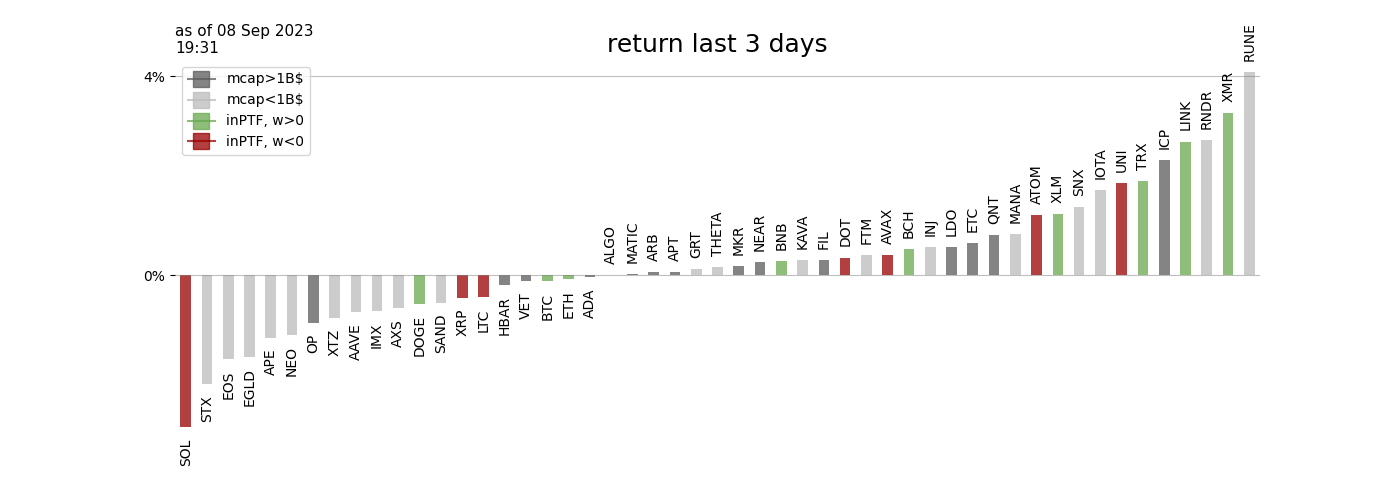 as of 08 Sep 2023
19:31
return last 3 days
4%
0%
mcap>1B$
mcap<1B$
inPTF, w>0
inPTF, w<0
SOL
STX
EOS
EGLD
APE
NEO
OP
XTZ
AAVE
IMX
AXS
DOGE
SAND
XRP
LTC
HBAR
VET
BTC
ETH
ADA
ALGO
MATIC
ARB
APT
GRT
THETA
MKR
NEAR
BNB
KAVA
FIL
DOT
FTM
AVAX
BCH
INJ
LDO
ETC
QNT
MANA
ATOM
XLM
SNX
IOTA
UNI
TRX
ICP
LINK
RNDR
XMR
RUNE